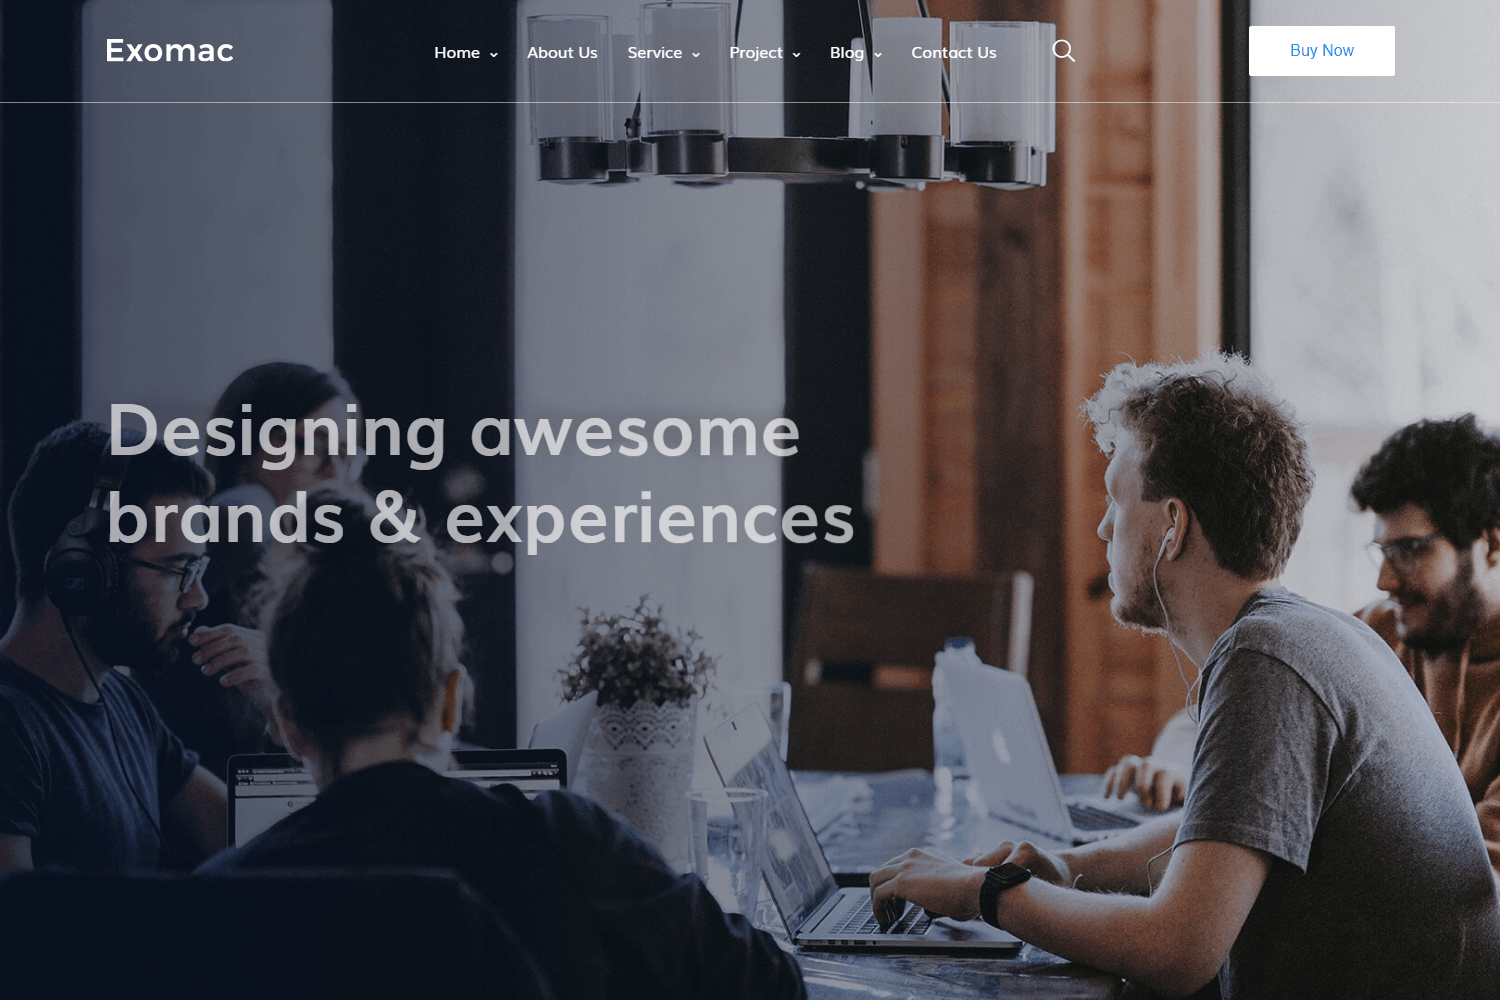 Exomac
Home
About Us
Service
Project
Blog
Contact Us
Buy Now
Designing awesome
brands & experiences